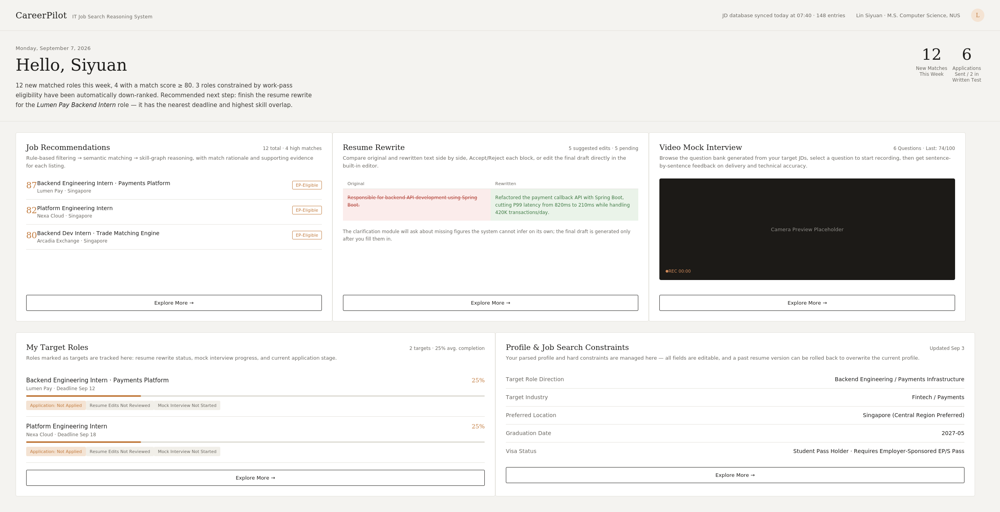 CareerPilot IT Job Search Reasoning System
JD database synced today at 07:40 · 148 entries
Lin Siyuan · M.S. Computer Science, NUS
L
Monday, September 7, 2026
Hello, Siyuan
12 new matched roles this week, 4 with a match score ≥ 80. 3 roles constrained by work-pass
eligibility have been automatically down-ranked. Recommended next step: finish the resume rewrite
for the Lumen Pay Backend Intern role — it has the nearest deadline and highest skill overlap.
12
New Matches
This Week
6
Applications
Sent / 2 in
Written Test
Job Recommendations
12 total · 4 high matches
Rule-based filtering → semantic matching → skill-graph reasoning, with match rationale and supporting evidence
for each listing.
87
Backend Engineering Intern · Payments Platform
Lumen Pay · Singapore
EP-Eligible
82
Platform Engineering Intern
Nexa Cloud · Singapore
EP-Eligible
80
Backend Dev Intern · Trade Matching Engine
Arcadia Exchange · Singapore
EP-Eligible
Explore More →
Resume Rewrite
5 suggested edits · 5 pending
Compare original and rewritten text side by side, Accept/Reject each block, or edit the final draft directly in the
built-in editor.
Original
Rewritten
Responsible for backend API development using Spring
Boot.
Refactored the payment callback API with Spring Boot,
cutting P99 latency from 820ms to 210ms while handling
420K transactions/day.
The clarification module will ask about missing figures the system cannot infer on its own; the final draft is generated only
after you fill them in.
Explore More →
Video Mock Interview
6 Questions · Last: 74/100
Browse the question bank generated from your target JDs, select a question to start recording, then get sentence-
by-sentence feedback on delivery and technical accuracy.
Camera Preview Placeholder
●REC 00:00
Explore More →
My Target Roles
2 targets · 25% avg. completion
Roles marked as targets are tracked here: resume rewrite status, mock interview progress, and current application stage.
Backend Engineering Intern · Payments Platform
25%
Lumen Pay · Deadline Sep 12
Application: Not Applied
Resume Edits Not Reviewed
Mock Interview Not Started
Platform Engineering Intern
25%
Nexa Cloud · Deadline Sep 18
Application: Not Applied
Resume Edits Not Reviewed
Mock Interview Not Started
Explore More →
Profile & Job Search Constraints
Updated Sep 3
Your parsed profile and hard constraints are managed here — all fields are editable, and a past resume version can be rolled back to overwrite the current profile.
Target Role Direction
Backend Engineering / Payments Infrastructure
Target Industry
Fintech / Payments
Preferred Location
Singapore (Central Region Preferred)
Graduation Date
2027-05
Visa Status
Student Pass Holder · Requires Employer-Sponsored EP/S Pass
Explore More →